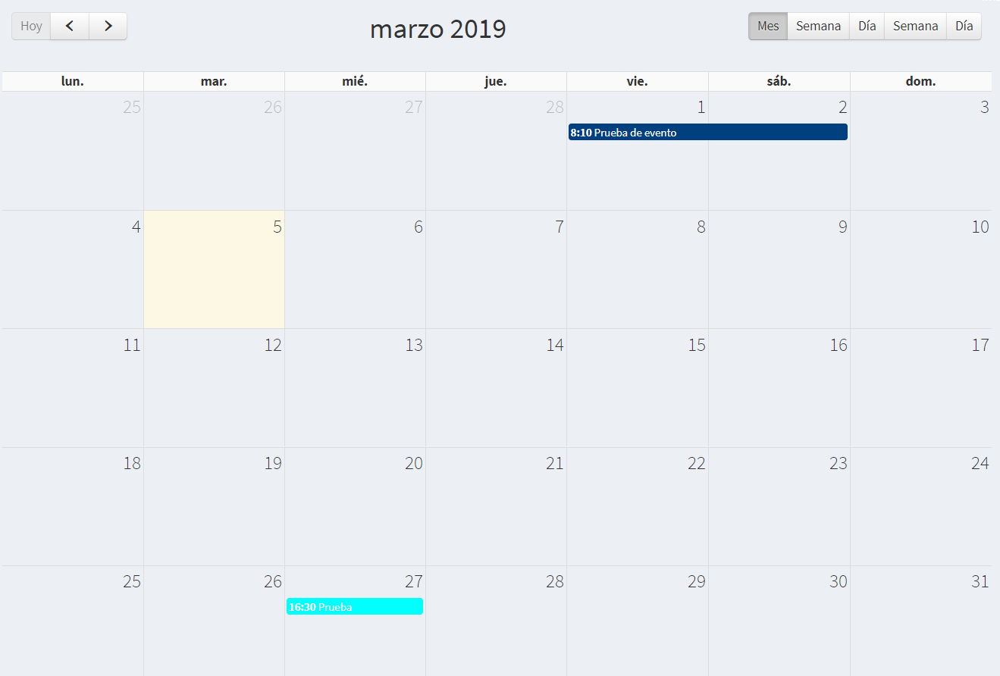 Hoy
marzo 2019
Mes Semana Día Semana Día
lun. mar. mié. jue. vie. sáb. dom.
25 26 27 28 1 2 3
8:10 Prueba de evento
4 5 6 7 8 9 10
11 12 13 14 15 16 17
18 19 20 21 22 23 24
25 26 27 28 29 30 31
16:30 Prueba